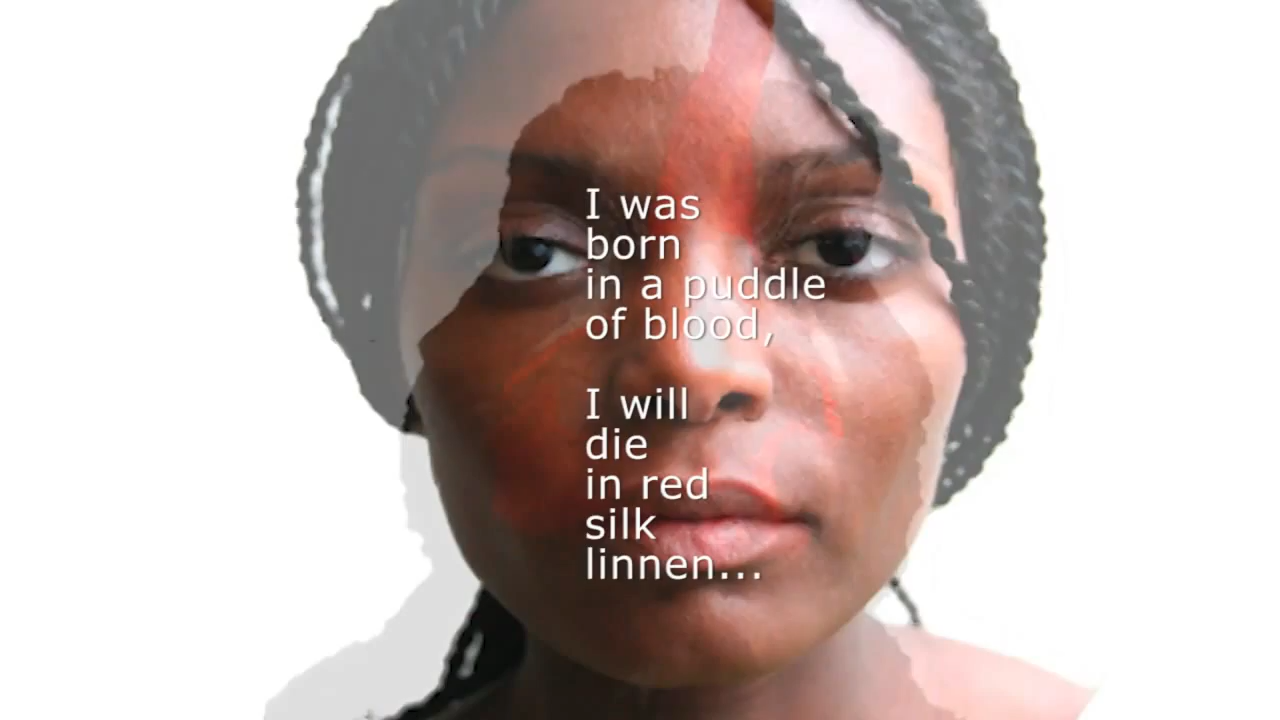 I was
born
in a puddle
of blood,
I will
die
in red
silk
linnen...